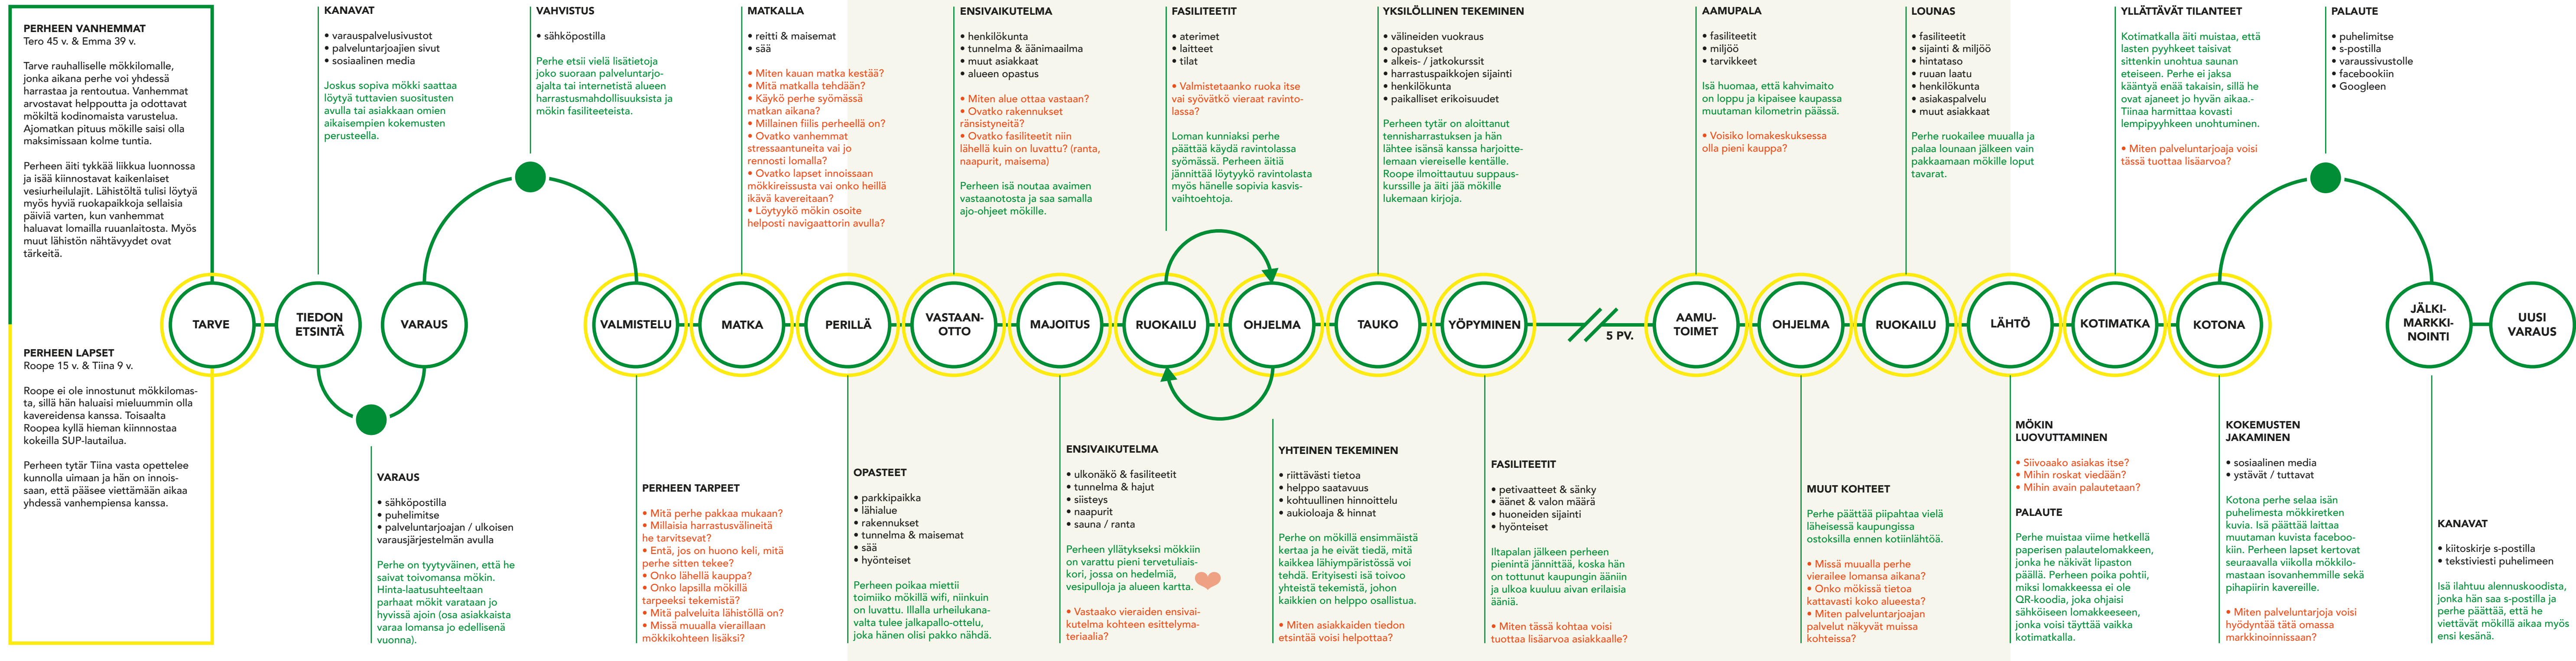 PERHEEN VANHEMMAT
Tero 45 v. & Emma 39 v.
Tarve rauhalliselle mökkilomalle,
jonka aikana perhe voi yhdessä
harrastaa ja rentoutua. Vanhemmat
arvostavat helppoutta ja odottavat
mökiltä kodinomaista varustelua.
Ajomatkan pituus mökille saisi olla
maksimissaan kolme tuntia.
Perheen äiti tykkää liikkua luonnossa
ja isää kiinnostavat kaikenlaiset
vesiurheilulajit. Lähistöltä tulisi löytyä
myös hyviä ruokapaikkoja sellaisia
päiviä varten, kun vanhemmat
haluavat lomailla ruuanlaitosta. Myös
muut lähistön nähtävyydet ovat
tärkeitä.
PERHEEN LAPSET
Roope 15 v. & Tiina 9 v.
Roope ei ole innostunut mökkilomas-
ta, sillä hän haluaisi mieluummin olla
kavereidensa kanssa. Toisaalta
Roopea kyllä hieman kiinnnostaa
kokeilla SUP-lautailua.
Perheen tytär Tiina vasta opettelee
kunnolla uimaan ja hän on innois-
saan, että pääsee viettämään aikaa
yhdessä vanhempiensa kanssa.
KANAVAT
• varauspalvelusivustot
• palveluntarjoajien sivut
• sosiaalinen media
Joskus sopiva mökki saattaa
löytyä tuttavien suositusten
avulla tai asiakkaan omien
aikaisempien kokemusten
perusteella.
VAHVISTUS
• sähköpostilla
Perhe etsii vielä lisätietoja
joko suoraan palveluntarjo-
ajalta tai internetistä alueen
harrastusmahdollisuuksista ja
mökin fasiliteeteista.
MATKALLA
• reitti & maisemat
• sää
• Miten kauan matka kestää?
• Mitä matkalla tehdään?
• Käykö perhe syömässä
matkan aikana?
• Millainen fiilis perheellä on?
• Ovatko vanhemmat
stressaantuneita vai jo
rennosti lomalla?
• Ovatko lapset innoissaan
mökkireissusta vai onko heillä
ikävä kavereitaan?
• Löytyykö mökin osoite
helposti navigaattorin avulla?
ENSIVAIKUTELMA
• henkilökunta
• tunnelma & äänimaailma
• muut asiakkaat
• alueen opastus
• Miten alue ottaa vastaan?
• Ovatko rakennukset
ränsistyneitä?
• Ovatko fasiliteetit niin
lähellä kuin on luvattu? (ranta,
naapurit, maisema)
Perheen isä noutaa avaimen
vastaanotosta ja saa samalla
ajo-ohjeet mökille.
FASILITEETIT
• aterimet
• laitteet
• tilat
• Valmistetaanko ruoka itse
vai syövätkö vieraat ravinto-
lassa?
Loman kunniaksi perhe
päättää käydä ravintolassa
syömässä. Perheen äitiä
jännittää löytyykö ravintolasta
myös hänelle sopivia kasvis-
vaihtoehtoja.
YKSILÖLLINEN TEKEMINEN
• välineiden vuokraus
• opastukset
• alkeis- / jatkokurssit
• harrastuspaikkojen sijainti
• henkilökunta
• paikalliset erikoisuudet
Perheen tytär on aloittanut
tennisharrastuksen ja hän
lähtee isänsä kanssa harjoitte-
lemaan viereiselle kentälle.
Roope ilmoittautuu suppaus-
kurssille ja äiti jää mökille
lukemaan kirjoja.
AAMUPALA
• fasiliteetit
• miljöö
• tarvikkeet
Isä huomaa, että kahvimaito
on loppu ja kipaisee kaupassa
muutaman kilometrin päässä.
• Voisiko lomakeskuksessa
olla pieni kauppa?
LOUNAS
• fasiliteetit
• sijainti & miljöö
• hintataso
• ruuan laatu
• henkilökunta
• asiakaspalvelu
• muut asiakkaat
Perhe ruokailee muualla ja
palaa lounaan jälkeen vain
pakkaamaan mökille loput
tavarat.
YLLÄTTÄVÄT TILANTEET
Kotimatkalla äiti muistaa, että
lasten pyyhkeet taisivat
sittenkin unohtua saunan
eteiseen. Perhe ei jaksa
kääntyä enää takaisin, sillä he
ovat ajaneet jo hyvän aikaa.-
Tiinaa harmittaa kovasti
lempipyyhkeen unohtuminen.
• Miten palveluntarjoaja voisi
tässä tuottaa lisäarvoa?
PALAUTE
• puhelimitse
• s-postilla
• varaussivustolle
• facebookiin
• Googleen
TARVE
TIEDON
ETSINTÄ
VARAUS
VALMISTELU
MATKA
PERILLÄ
VASTAAN-
OTTO
MAJOITUS
RUOKAILU
OHJELMA
TAUKO
YÖPYMINEN
5 PV.
AAMU-
TOIMET
OHJELMA
RUOKAILU
LÄHTÖ
KOTIMATKA
KOTONA
JÄLKI-
MARKKI-
NOINTI
UUSI
VARAUS
VARAUS
• sähköpostilla
• puhelimitse
• palveluntarjoajan / ulkoisen
varausjärjestelmän avulla
Perhe on tyytyväinen, että he
saivat toivomansa mökin.
Hinta-laatusuhteeltaan
parhaat mökit varataan jo
hyvissä ajoin (osa asiakkaista
varaa lomansa jo edellisenä
vuonna).
PERHEEN TARPEET
• Mitä perhe pakkaa mukaan?
• Millaisia harrastusvälineitä
he tarvitsevat?
• Entä, jos on huono keli, mitä
perhe sitten tekee?
• Onko lähellä kauppa?
• Onko lapsilla mökillä
tarpeeksi tekemistä?
• Mitä palveluita lähistöllä on?
• Missä muualla vieraillaan
mökkikohteen lisäksi?
OPASTEET
• parkkipaikka
• lähialue
• rakennukset
• tunnelma & maisemat
• sää
• hyönteiset
Perheen poikaa miettii
toimiiko mökillä wifi, niinkuin
on luvattu. Illalla urheilukana-
valta tulee jalkapallo-ottelu,
joka hänen olisi pakko nähdä.
ENSIVAIKUTELMA
• ulkonäkö & fasiliteetit
• tunnelma & hajut
• siisteys
• naapurit
• sauna / ranta
Perheen yllätykseksi mökkiin
on varattu pieni tervetuliais-
kori, jossa on hedelmiä,
vesipulloja ja alueen kartta.
• Vastaako vieraiden ensivai-
kutelma kohteen esittelyma-
teriaalia?
YHTEINEN TEKEMINEN
• riittävästi tietoa
• helppo saatavuus
• kohtuullinen hinnoittelu
• aukioloaja & hinnat
Perhe on mökillä ensimmäistä
kertaa ja he eivät tiedä, mitä
kaikkea lähiympäristössä voi
tehdä. Erityisesti isä toivoo
yhteistä tekemistä, johon
kaikkien on helppo osallistua.
• Miten asiakkaiden tiedon
etsintää voisi helpottaa?
FASILITEETIT
• petivaatteet & sänky
• äänet & valon määrä
• huoneiden sijainti
• hyönteiset
Iltapalan jälkeen perheen
pienintä jännittää, koska hän
on tottunut kaupungin ääniin
ja ulkoa kuuluu aivan erilaisia
ääniä.
• Miten tässä kohtaa voisi
tuottaa lisäarvoa asiakkaalle?
MUUT KOHTEET
Perhe päättää piipahtaa vielä
läheisessä kaupungissa
ostoksilla ennen kotiinlähtöä.
• Missä muualla perhe
vierailee lomansa aikana?
• Onko mökissä tietoa
kattavasti koko alueesta?
• Miten palveluntarjoajan
palvelut näkyvät muissa
kohteissa?
MÖKIN
LUOVUTTAMINEN
• Siivoaako asiakas itse?
• Mihin roskat viedään?
• Mihin avain palautetaan?
PALAUTE
Perhe muistaa viime hetkellä
paperisen palautelomakkeen,
jonka he näkivät lipaston
päällä. Perheen poika pohtii,
miksi lomakkeessa ei ole
QR-koodia, joka ohjaisi
sähköiseen lomakkeeseen,
jonka voisi täyttää vaikka
kotimatkalla.
KOKEMUSTEN
JAKAMINEN
• sosiaalinen media
• ystävät / tuttavat
Kotona perhe selaa isän
puhelimesta mökkiretken
kuvia. Isä päättää laittaa
muutaman kuvista faceboo-
kiin. Perheen lapset kertovat
seuraavalla viikolla mökkilo-
mastaan isovanhemmille sekä
pihapiirin kavereille.
• Miten palveluntarjoja voisi
hyödyntää tätä omassa
markkinoinnissaan?
KANAVAT
• kiitoskirje s-postilla
• tekstiviesti puhelimeen
Isä ilahtuu alennuskoodista,
jonka hän saa s-postilla ja
perhe päättää, että he
viettävät mökillä aikaa myös
ensi kesänä.